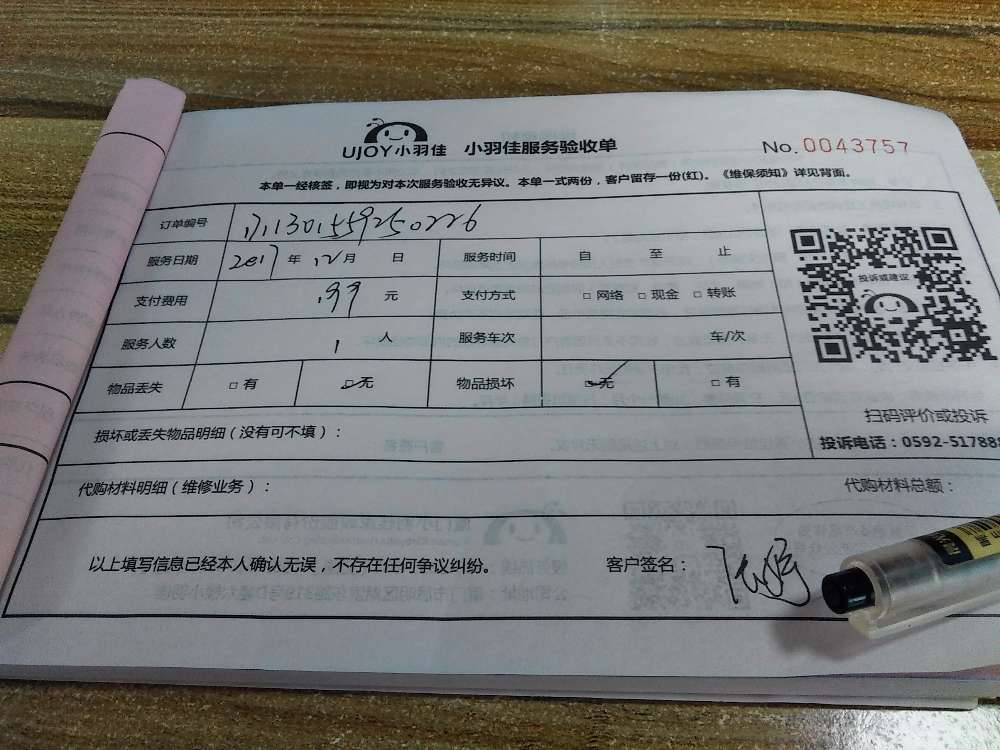 UJOY小羽佳 小羽佳服务验收单 No.0043757
本单一经核签，即视为对本次服务验收无异议。本单一式两份，客户留存一份(红)。《维保须知》详见背面。
订单编号
服务日期 2017 年 12 月 日 服务时间 自 至 止
支付费用 199 元 支付方式 □ 网络 □ 现金 □ 转账
服务人数 1 人 服务车次 车/次
物品丢失 □ 有 □ 无 物品损坏 □ 无 □ 有
投诉或建议
扫码评价或投诉
投诉电话：0592-517888
损坏或丢失物品明细（没有可不填）：
代购材料明细（维修业务）： 代购材料总额：
以上填写信息已经本人确认无误，不存在任何争议纠纷。 客户签名：